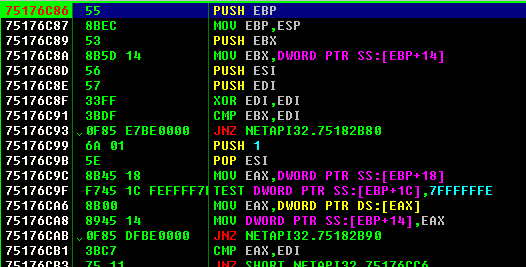 75176C86 55 PUSH EBP
75176C87 8BEC MOV EBP,ESP
75176C89 53 PUSH EBX
75176C8A 8B5D 14 MOV EBX,DWORD PTR SS:[EBP+14]
75176C8D 56 PUSH ESI
75176C8E 57 PUSH EDI
75176C8F 33FF XOR EDI,EDI
75176C91 3BDF CMP EBX,EDI
75176C93 0F85 E7BE0000 JNZ NETAPI32.75182B80
75176C99 6A 01 PUSH 1
75176C9B 5E POP ESI
75176C9C 8B45 18 MOV EAX,DWORD PTR SS:[EBP+18]
75176C9F F745 1C FEFFFF7 TEST DWORD PTR SS:[EBP+1C],7FFFFFFE
75176CA6 8B00 MOV EAX,DWORD PTR DS:[EAX]
75176CA8 8945 14 MOV DWORD PTR SS:[EBP+14],EAX
75176CAB 0F85 DFBE0000 JNZ NETAPI32.75182B90
75176CB1 3BC7 CMP EAX,EDI
75176CB3 75 11 JNZ SHORT NETAPI32.75176CC6